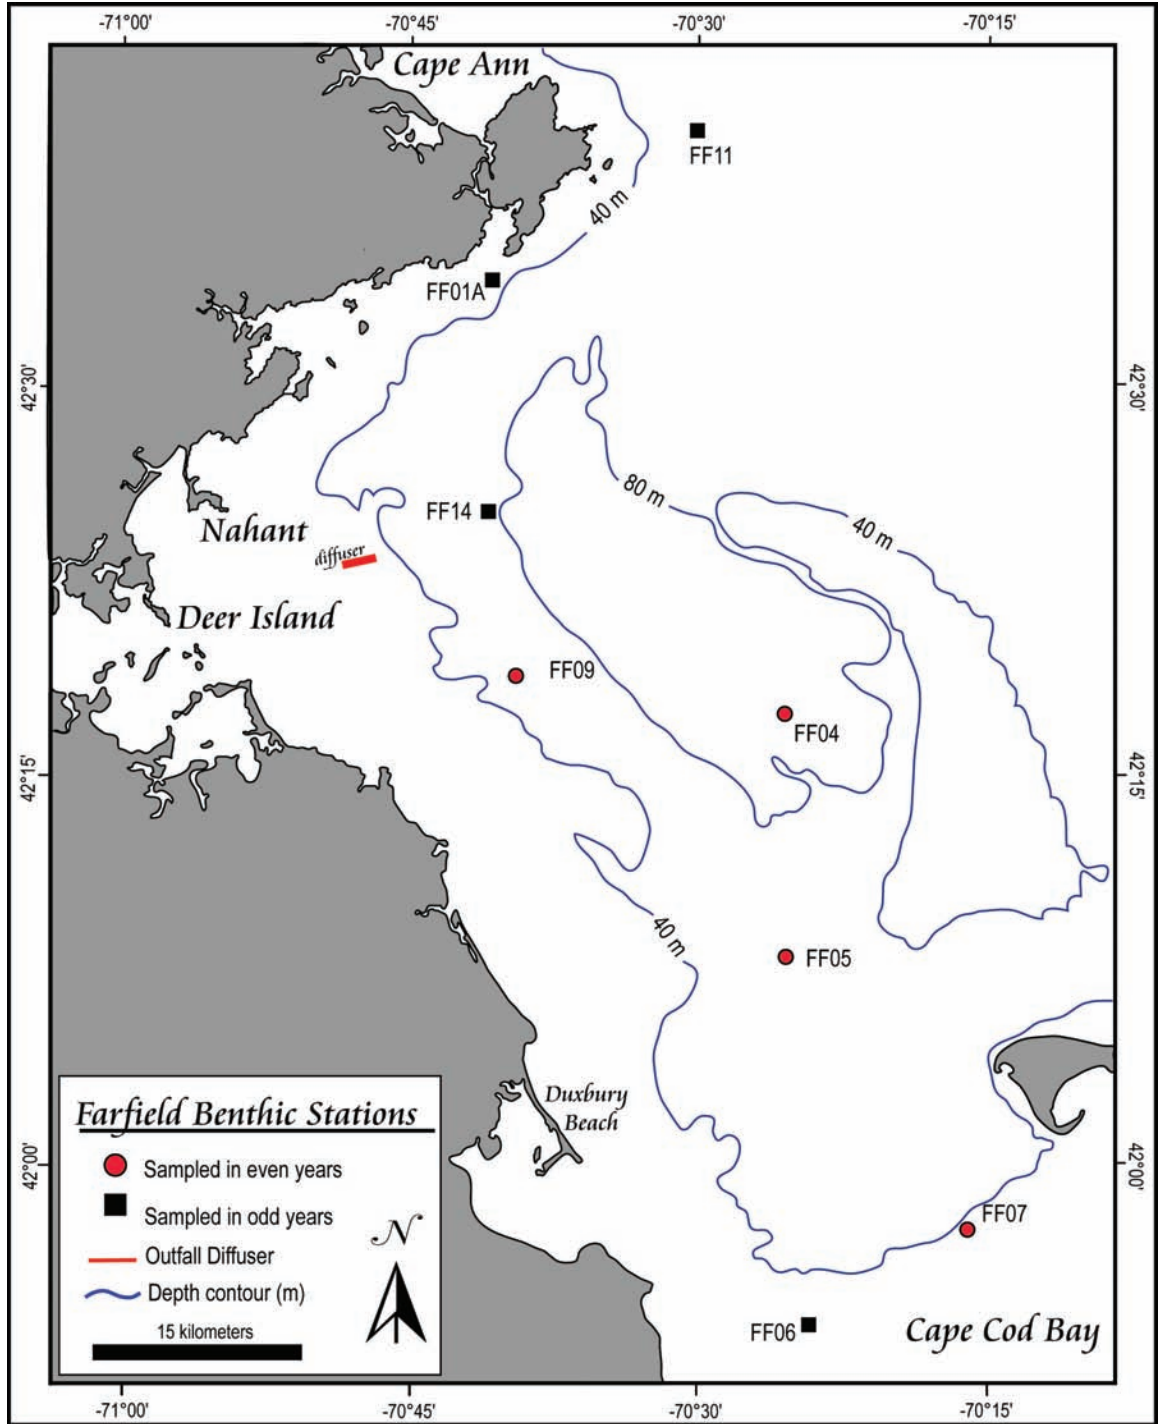 -71°00'
-70°45'
-70°30'
-70°15'
Cape Ann
FF11
40 m
FF01A
42°30'
42°30'
80 m
FF14
40 m
Nahant
diffuser
Deer Island
FF09
FF04
42°15'
42°15'
40 m
FF05
Duxbury
Beach
Farfield Benthic Stations
Sampled in even years
Sampled in odd years
N
Outfall Diffuser
Depth contour (m)
15 kilometers
42°00'
42°00'
FF07
FF06
Cape Cod Bay
-71°00'
-70°45'
-70°30'
-70°15'